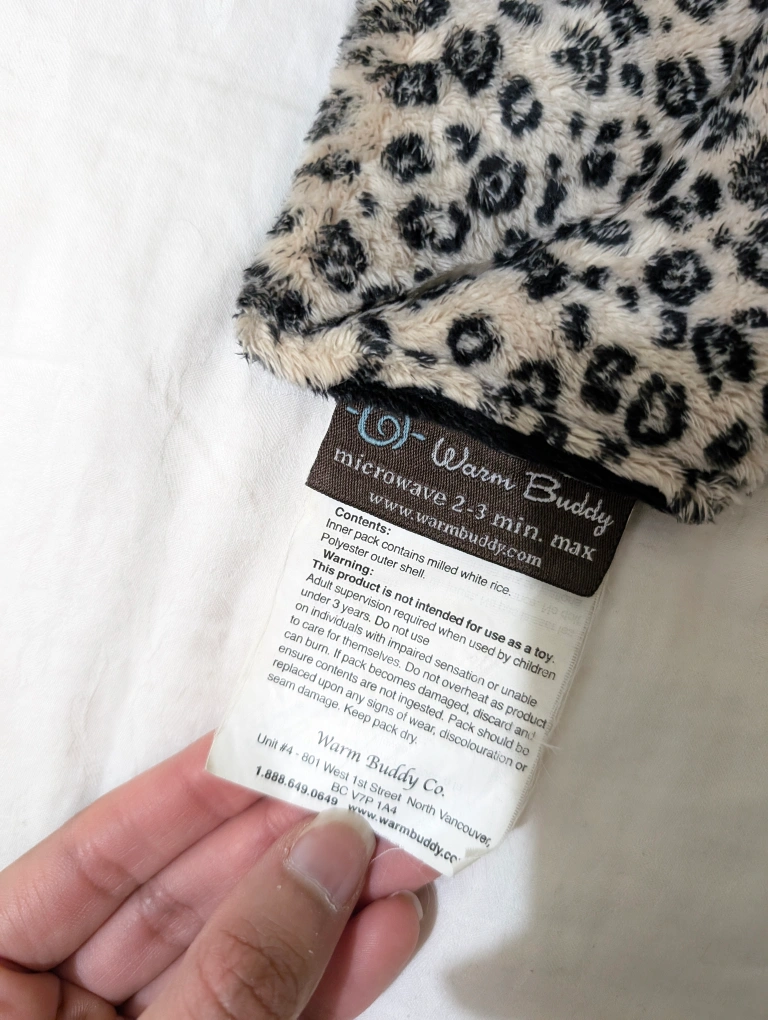 Warm Buddy
microwave 2-3 min. max
www.warmbuddy.com
Contents:
Inner pack contains milled white rice.
Polyester outer shell.
Warning:
This product is not intended for use as a toy.
Adult supervision required when used by children
under 3 years. Do not use
on individuals with impaired sensation or unable
to care for themselves. Do not overheat as product
can burn. If pack becomes damaged, discard and
ensure contents are not ingested. Pack should be
replaced upon any signs of wear, discolouration or
seam damage. Keep pack dry.
Warm Buddy Co.
Unit #4 - 801 West 1st Street North Vancouver,
BC V7P 1A4
1.888.649.0649 www.warmbuddy.co